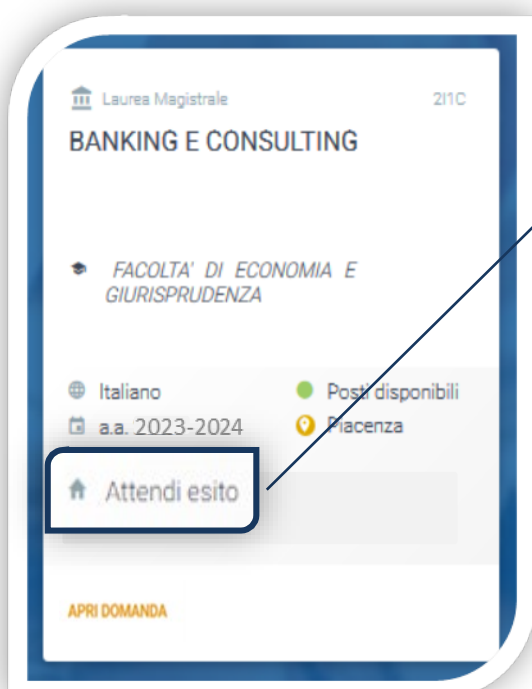 Laurea Magistrale 2I1C
BANKING E CONSULTING
FACOLTA' DI ECONOMIA E
GIURISPRUDENZA
Italiano Posti disponibili
a.a. 2023-2024 Piacenza
Attendi esito
APRI DOMANDA